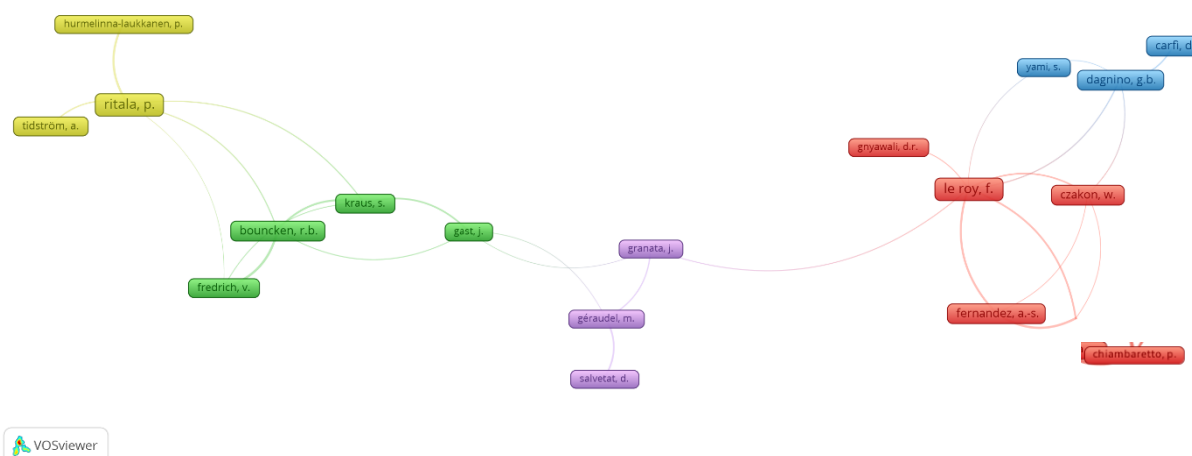 hurmelinna-laukkanen, p.
carfi, d
yami, s.
dagnino, g.b.
ritala, p.
tidström, a.
gnyawali, d.r.
le roy, f.
czakon, w.
kraus, s.
bouncken, r.b.
gast, j.
granata, j.
fredrich, v.
fernandez, a.-s.
géraudel, m.
chiambaretto, p.
salvetat, d.
VOSviewer